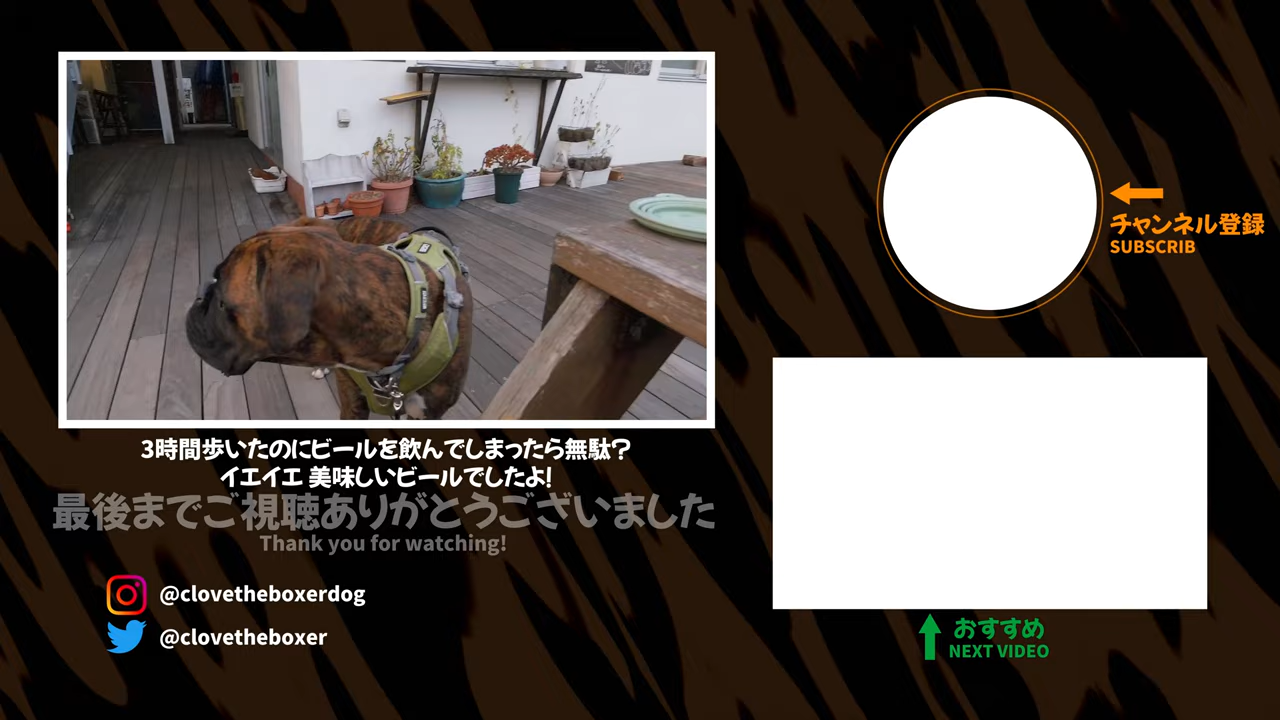 3時間歩いたのにビールを飲んでしまったら無駄?
イエイエ 美味しいビールでしたよ!
最後までご視聴ありがとうございました
Thank you for watching!
@clovetheboxerdog
@clovetheboxer
チャンネル登録
SUBSCRIB
おすすめ
NEXT VIDEO